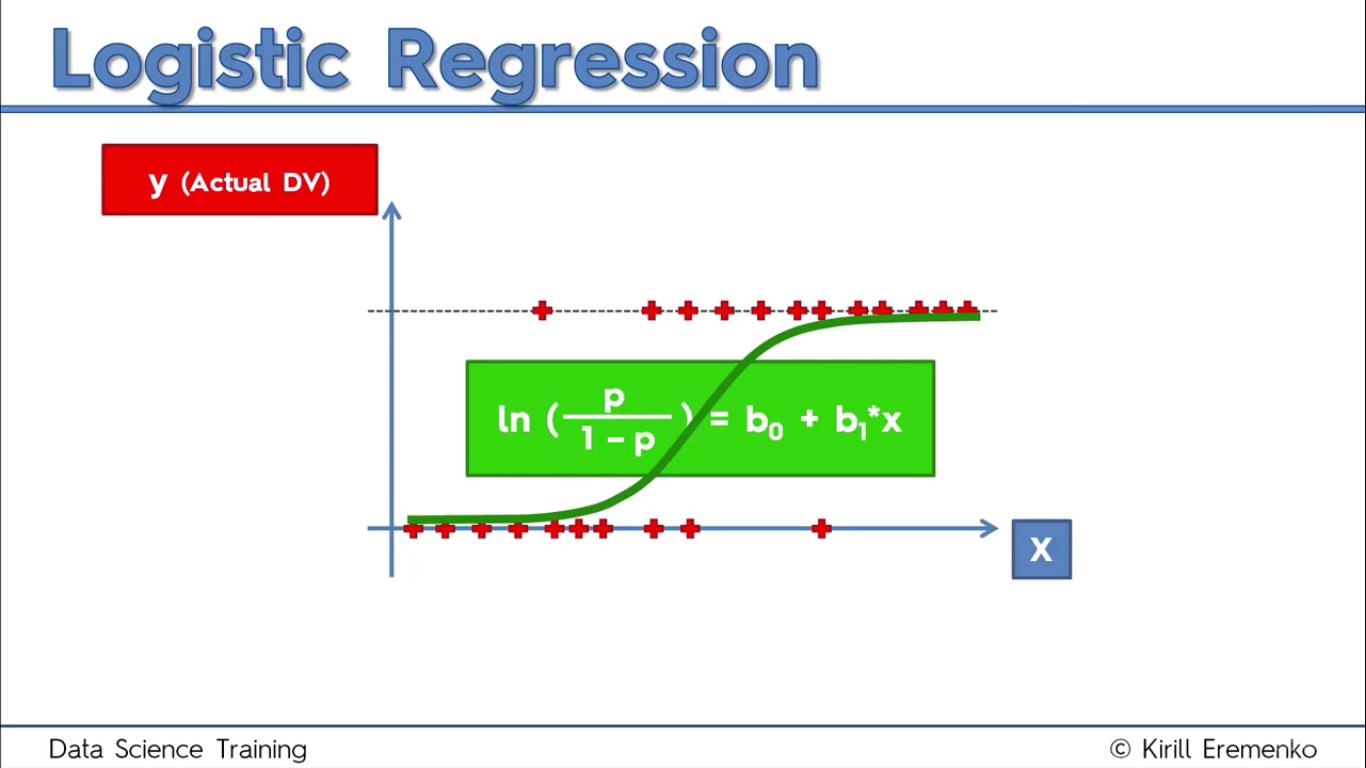 Logistic Regression
y (Actual DV)
ln ( p / 1 – p ) = b₀ + b₁*x
X
Data Science Training
© Kirill Eremenko